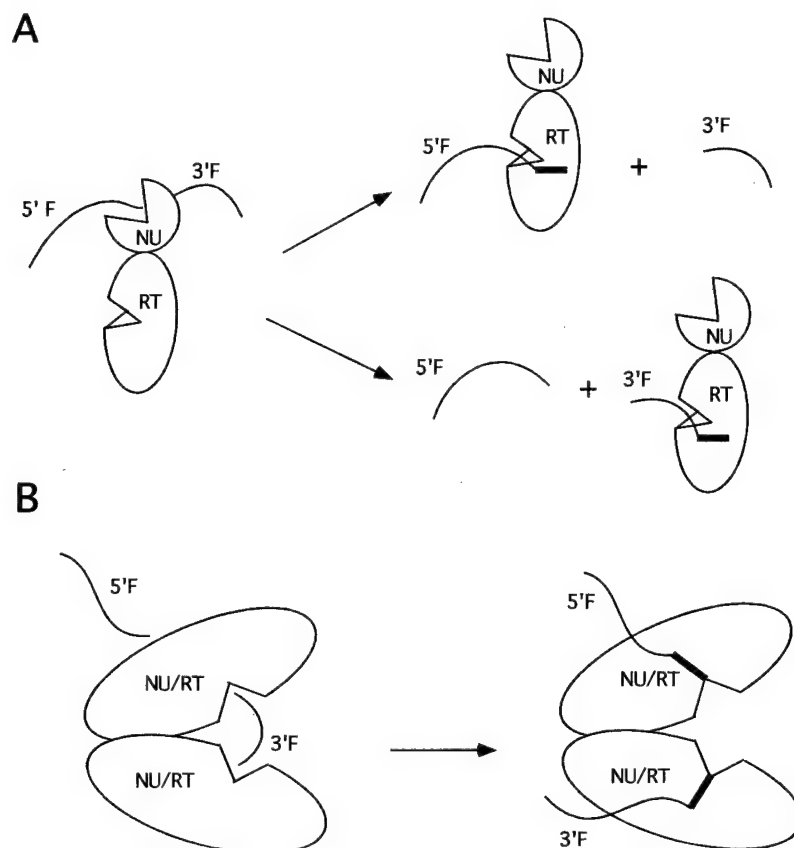 A
NU
5'F
RT
+
3'F
5' F
3'F
NU
RT
NU
5'F
+
3'F
RT
B
5'F
NU/RT
3'F
NU/RT
5'F
NU/RT
NU/RT
3'F